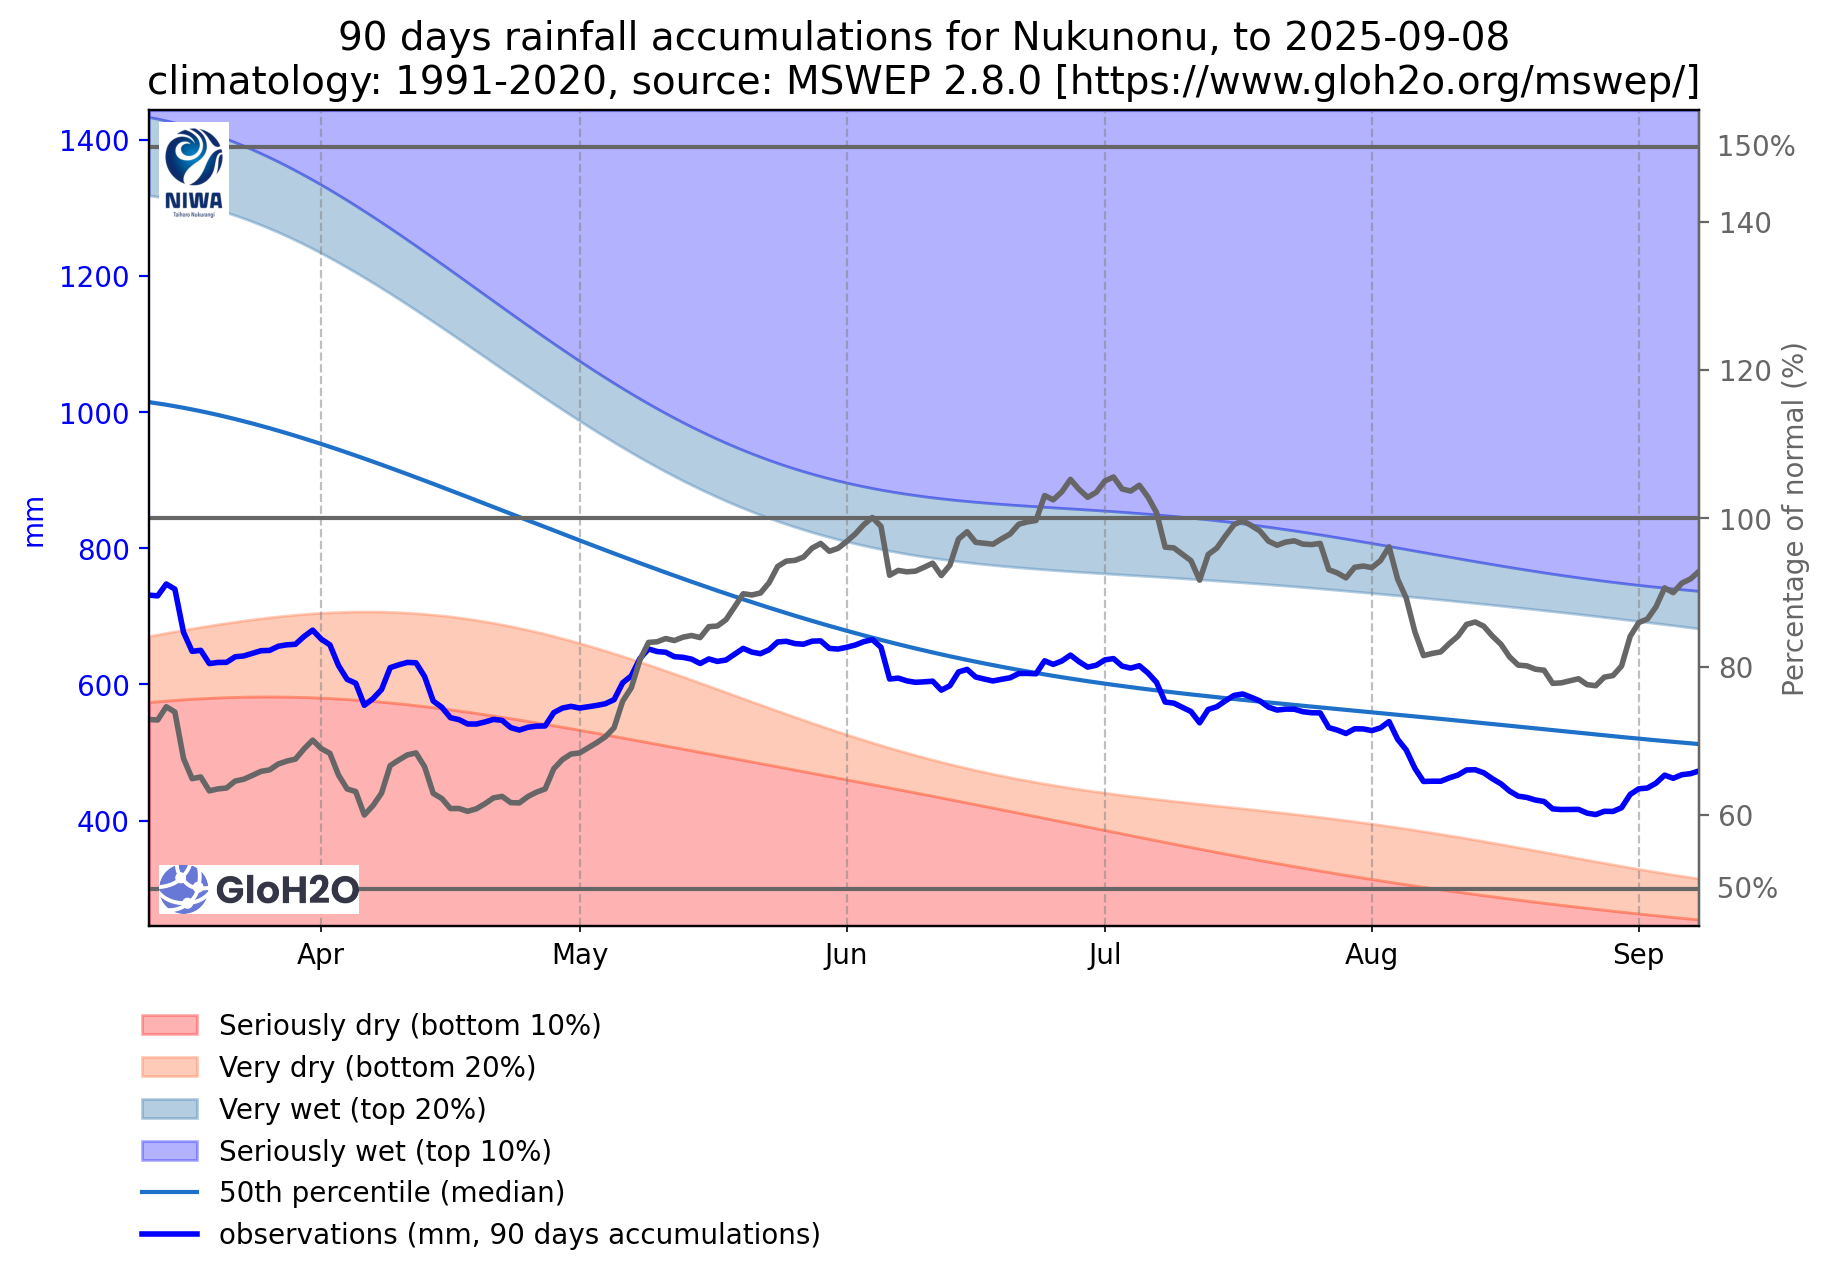 90 days rainfall accumulations for Nukunonu, to 2025-09-08
climatology: 1991-2020, source: MSWEP 2.8.0 [https://www.gloh2o.org/mswep/]
1400
1200
1000
800
600
400
mm
150%
140
120
100
80
60
50%
Percentage of normal (%)
NIWA
Taihoro Nukurangi
GloH2O
Apr
May
Jun
Jul
Aug
Sep
Seriously dry (bottom 10%)
Very dry (bottom 20%)
Very wet (top 20%)
Seriously wet (top 10%)
50th percentile (median)
observations (mm, 90 days accumulations)